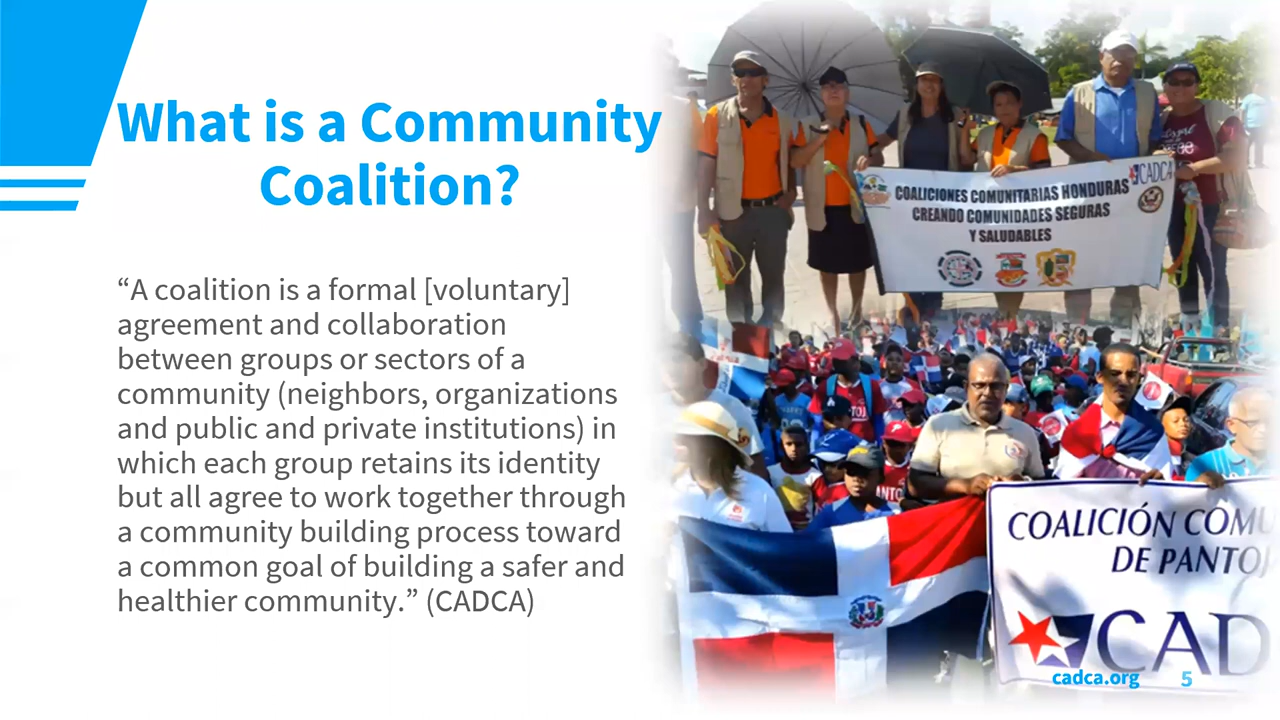 What is a Community
Coalition?
“A coalition is a formal [voluntary]
agreement and collaboration
between groups or sectors of a
community (neighbors, organizations
and public and private institutions) in
which each group retains its identity
but all agree to work together through
a community building process toward
a common goal of building a safer and
healthier community.” (CADCA)
CADCA
COALICIONES COMUNITARIAS HONDURAS
CREANDO COMUNIDADES SEGURAS
Y SALUDABLES
COALICIÓN COMU
DE PANTOJ
CAD
cadca.org
5